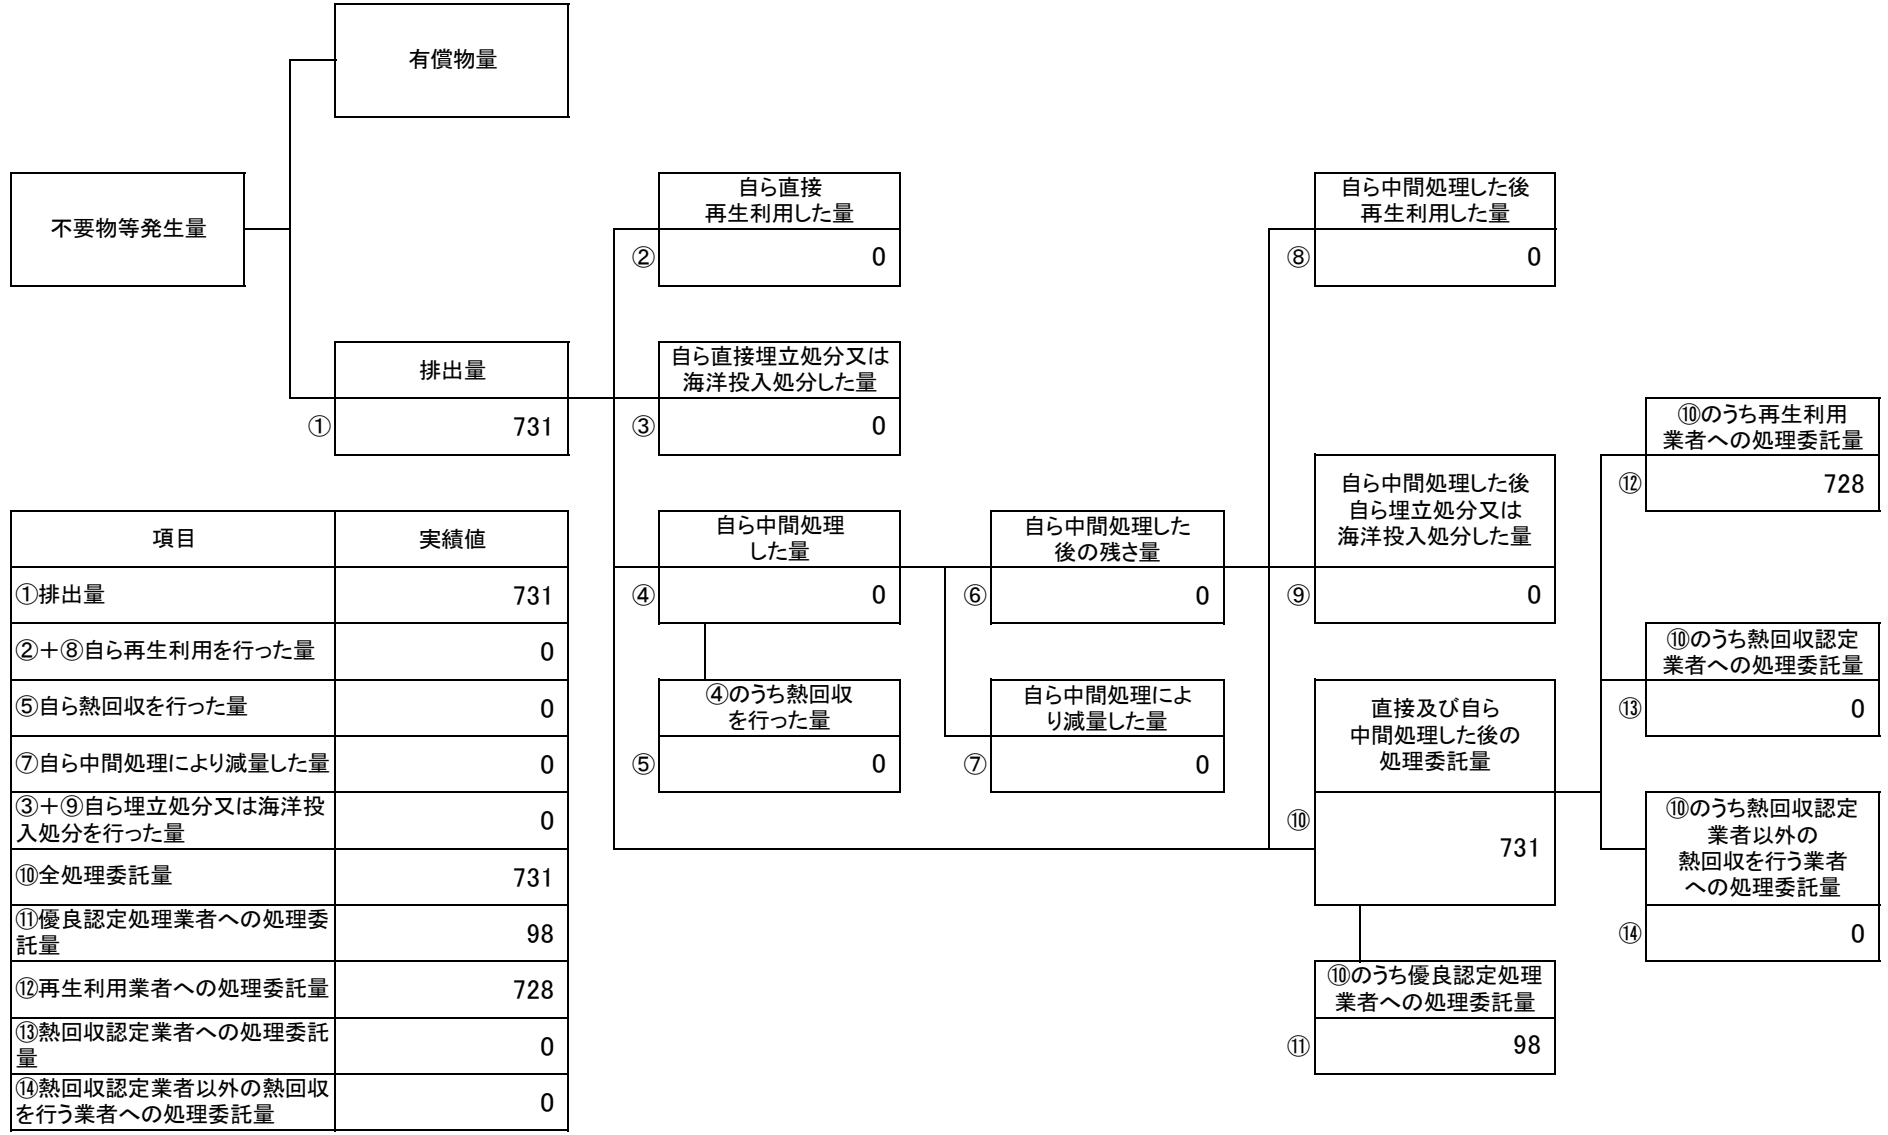 有償物量
不要物等発生量
排出量
①
731
自ら直接
再生利用した量
②
0
自ら直接埋立処分又は
海洋投入処分した量
③
0
自ら中間処理
した量
④
0
④のうち熱回収
を行った量
⑤
0
自ら中間処理した
後の残さ量
⑥
0
自ら中間処理によ
り減量した量
⑦
0
自ら中間処理した後
再生利用した量
⑧
0
自ら中間処理した後
自ら埋立処分又は
海洋投入処分した量
⑨
0
直接及び自ら
中間処理した後の
処理委託量
⑩
731
⑩のうち優良認定処理
業者への処理委託量
⑪
98
⑩のうち再生利用
業者への処理委託量
⑫
728
⑩のうち熱回収認定
業者への処理委託量
⑬
0
⑩のうち熱回収認定
業者以外の
熱回収を行う業者
への処理委託量
⑭
0
項目 実績値
①排出量 731
②＋⑧自ら再生利用を行った量 0
⑤自ら熱回収を行った量 0
⑦自ら中間処理により減量した量 0
③＋⑨自ら埋立処分又は海洋投
入処分を行った量 0
⑩全処理委託量 731
⑪優良認定処理業者への処理委
託量 98
⑫再生利用業者への処理委託量 728
⑬熱回収認定業者への処理委託
量 0
⑭熱回収認定業者以外の熱回収
を行う業者への処理委託量 0